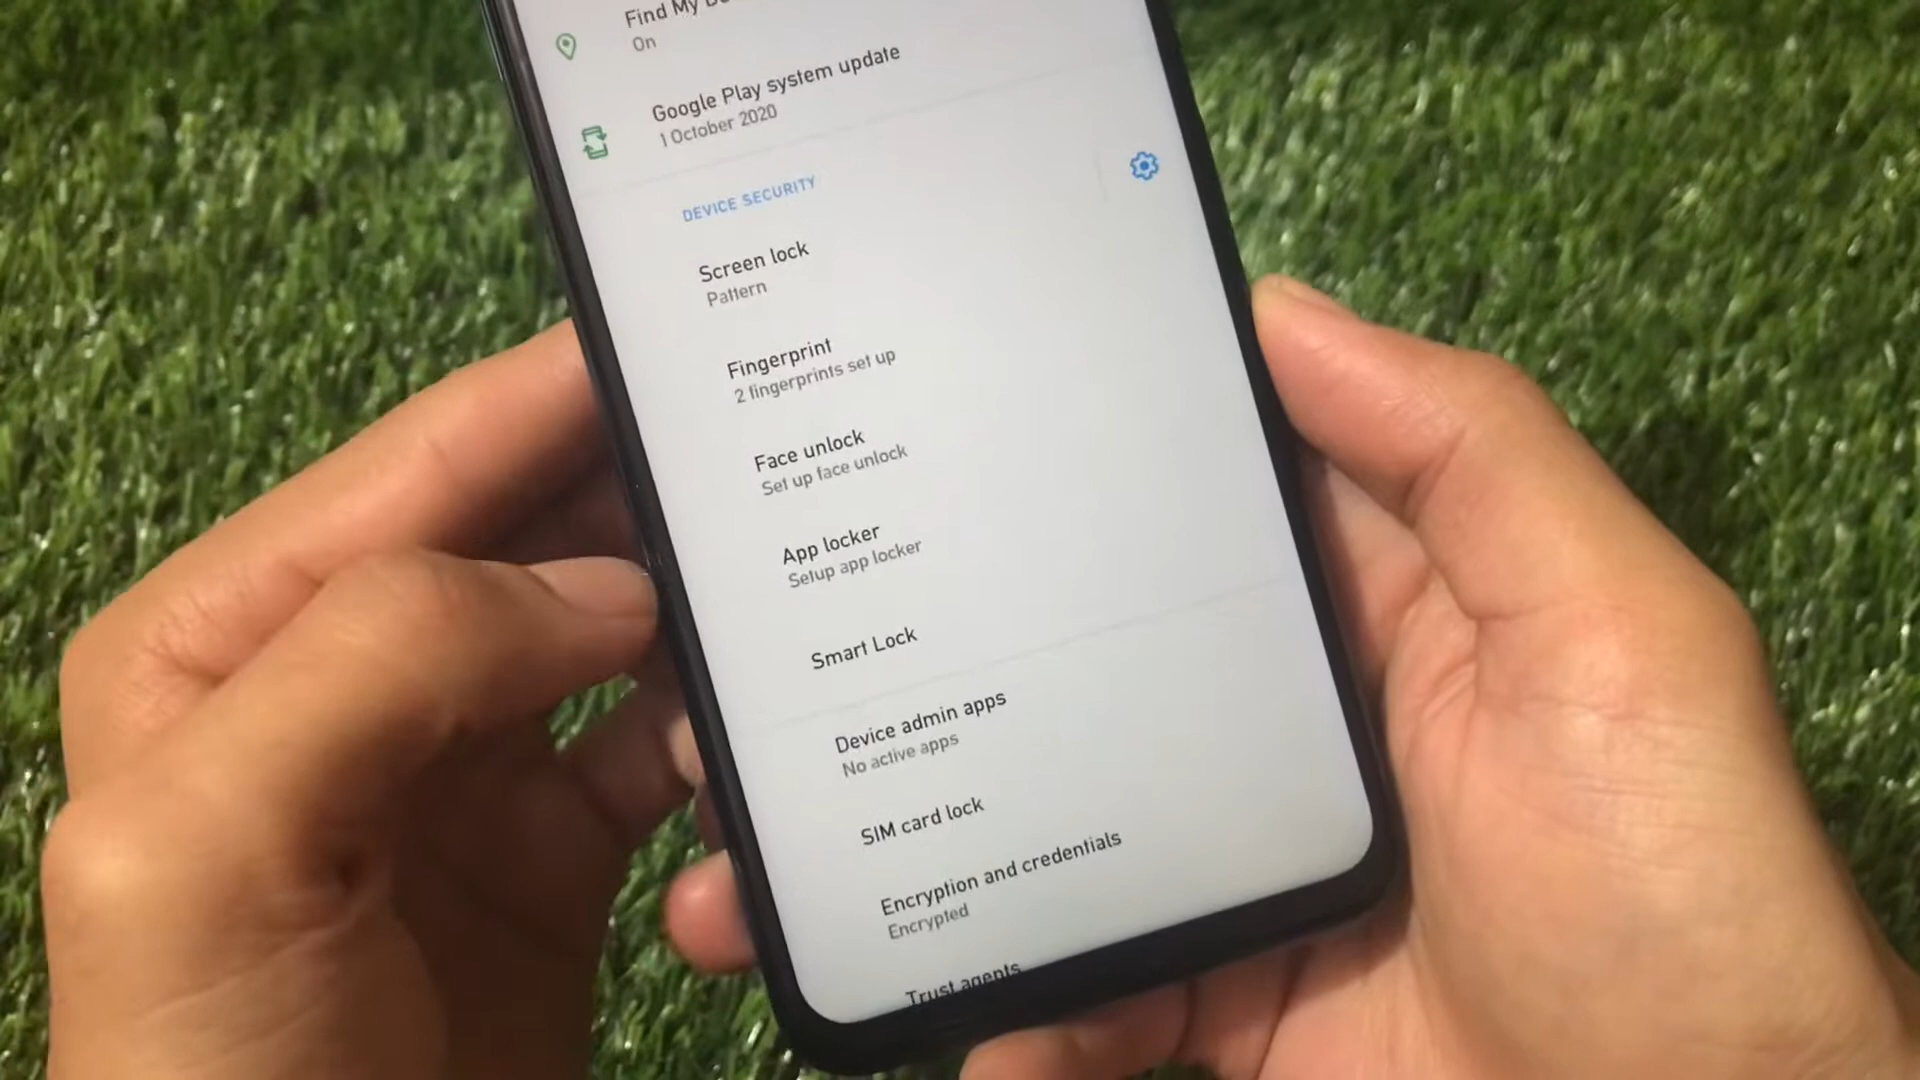 Find My
On
Google Play system update
1 October 2020
DEVICE SECURITY
Screen lock
Pattern
Fingerprint
2 fingerprints set up
Face unlock
Set up face unlock
App locker
Setup app locker
Smart Lock
Device admin apps
No active apps
SIM card lock
Encryption and credentials
Encrypted
Trust agents